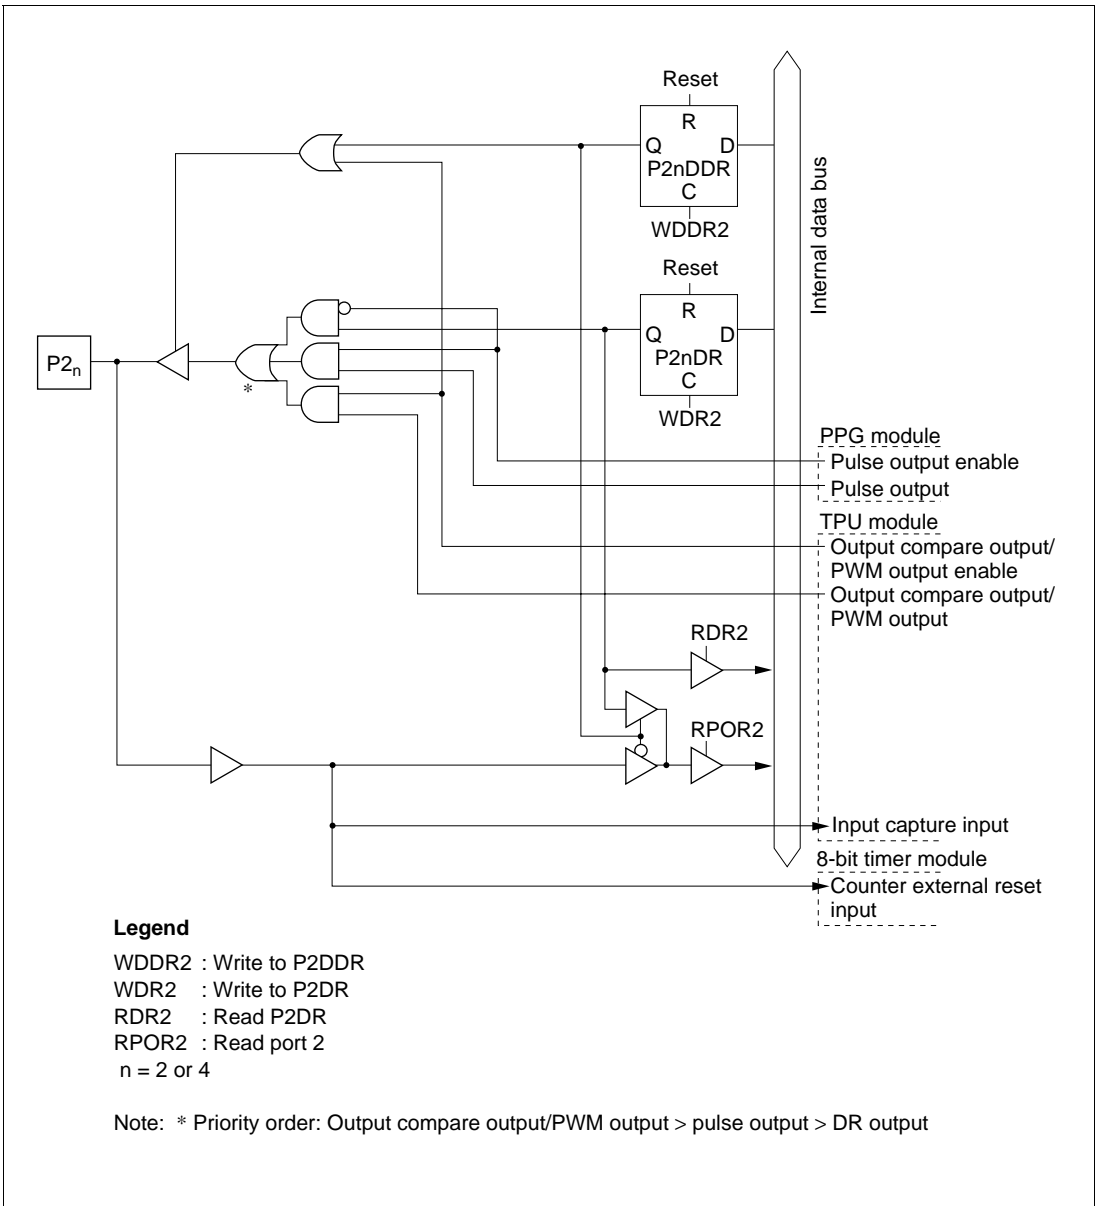 Reset
R
Q D
P2nDDR
C
WDDR2
Internal data bus
Reset
R
Q D
P2nDR
C
WDR2
P2n
*
PPG module
Pulse output enable
Pulse output
TPU module
Output compare output/
PWM output enable
Output compare output/
PWM output
RDR2
RPOR2
Input capture input
8-bit timer module
Counter external reset
input
Legend
WDDR2 : Write to P2DDR
WDR2 : Write to P2DR
RDR2 : Read P2DR
RPOR2 : Read port 2
n = 2 or 4
Note: * Priority order: Output compare output/PWM output > pulse output > DR output